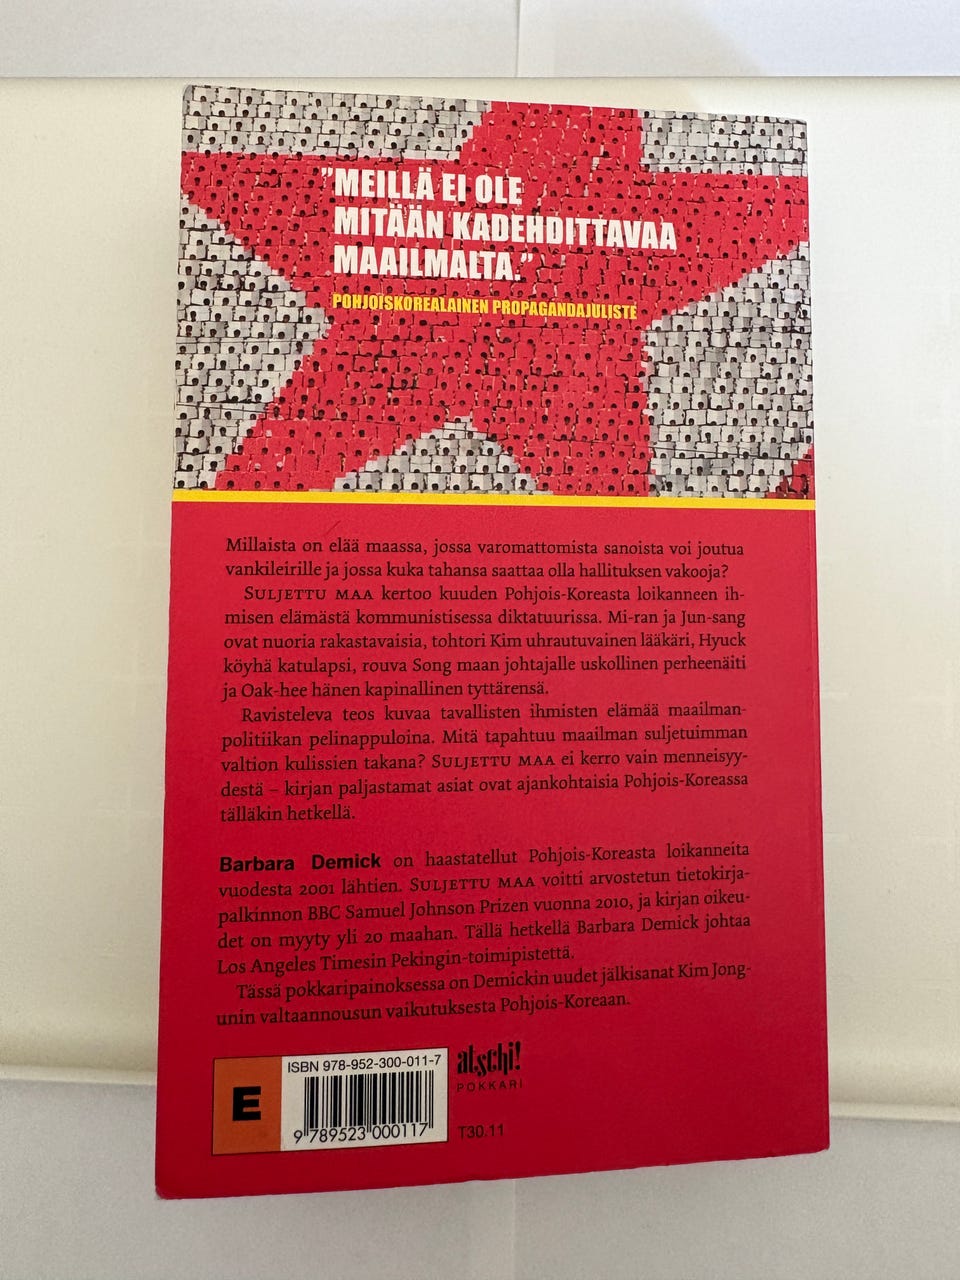 ”MEILLÄ EI OLE
MITÄÄN KADEHDITTAVAA
MAAILMALTA.”
POHJOISKOREALAINEN PROPAGANDAJULISTE
Millaista on elää maassa, jossa varomattomista sanoista voi joutua
vankileirille ja jossa kuka tahansa saattaa olla hallituksen vakooja?
SULJETTU MAA kertoo kuuden Pohjois-Koreasta loikanneen ih-
misen elämästä kommunistisessa diktatuurissa. Mi-ran ja Jun-sang
ovat nuoria rakastavaisia, tohtori Kim uhrautuvainen lääkäri, Hyuck
köyhä katulapsi, rouva Song maan johtajalle uskollinen perheenäiti
ja Oak-hee hänen kapinallinen tyttärensä.
Ravisteleva teos kuvaa tavallisten ihmisten elämää maailman-
politiikan pelinappuloina. Mitä tapahtuu maailman suljetuimman
valtion kulissien takana? SULJETTU MAA ei kerro vain menneisyy-
destä – kirjan paljastamat asiat ovat ajankohtaisia Pohjois-Koreassa
tälläkin hetkellä.
Barbara Demick on haastatellut Pohjois-Koreasta loikanneita
vuodesta 2001 lähtien. SULJETTU MAA voitti arvostetun tietokirja-
palkinnon BBC Samuel Johnson Prizen vuonna 2010, ja kirjan oikeu-
det on myyty yli 20 maahan. Tällä hetkellä Barbara Demick johtaa
Los Angeles Timesin Pekingin-toimipistettä.
Tässä pokkaripainoksessa on Demickin uudet jälkisanat Kim Jong-
unin valtaannousun vaikutuksesta Pohjois-Koreaan.
E
ISBN 978-952-300-011-7
9 789523 000117
atschi!
POKKARI
T30.11